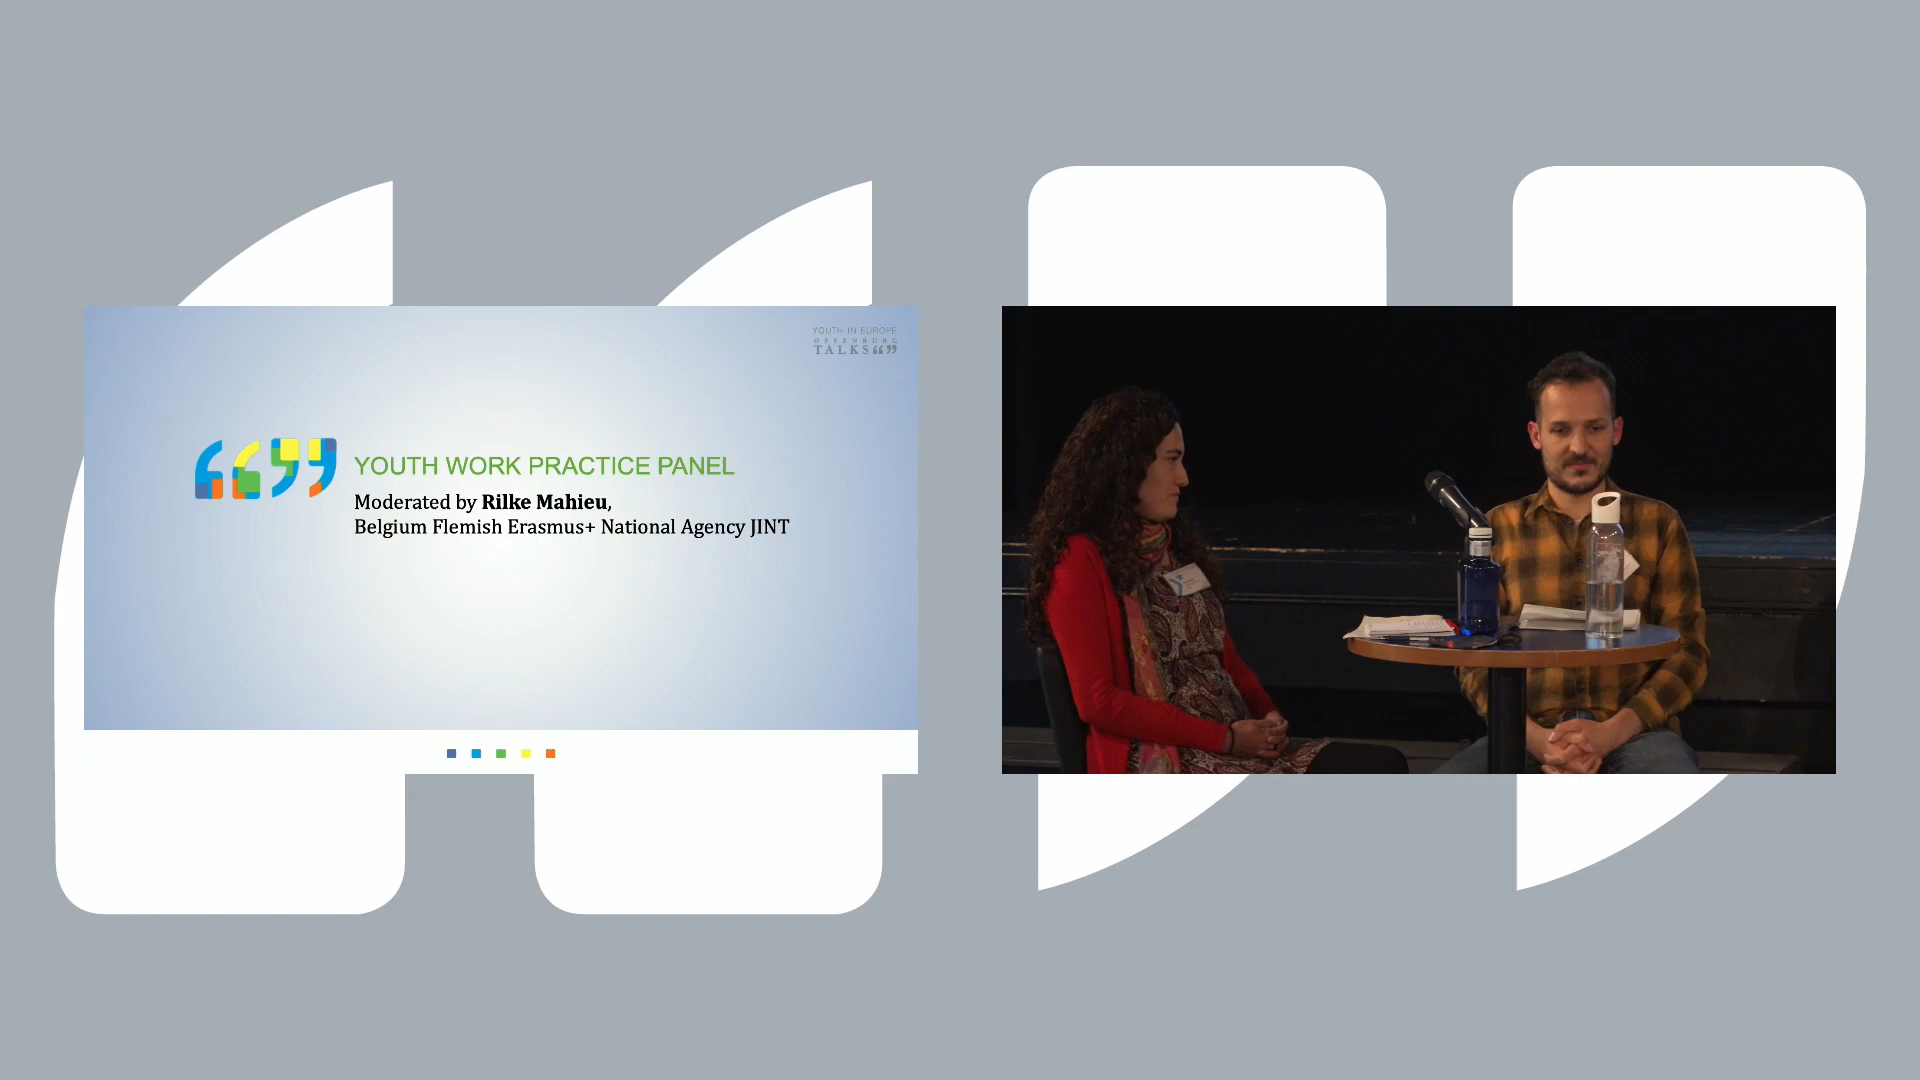 YOUTH IN EUROPE
OFFENBURG
TALKS
YOUTH WORK PRACTICE PANEL
Moderated by Rilke Mahieu,
Belgium Flemish Erasmus+ National Agency JINT